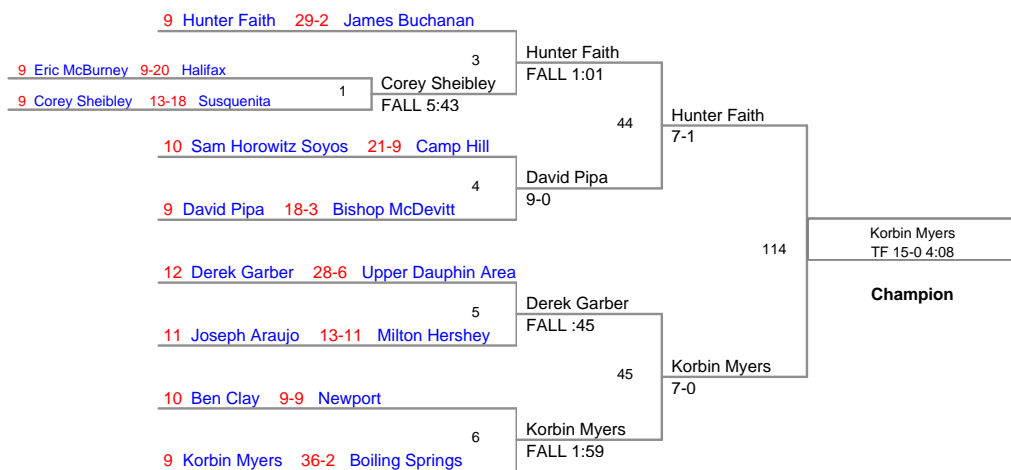 9 Hunter Faith 29-2 James Buchanan
3
Hunter Faith
FALL 1:01
9 Eric McBurney 9-20 Halifax
1
Corey Sheibley
FALL 5:43
9 Corey Sheibley 13-18 Susquenita
44
Hunter Faith
7-1
10 Sam Horowitz Soyos 21-9 Camp Hill
4
David Pipa
9-0
9 David Pipa 18-3 Bishop McDevitt
114
Korbin Myers
TF 15-0 4:08
Champion
12 Derek Garber 28-6 Upper Dauphin Area
5
Derek Garber
FALL :45
11 Joseph Araujo 13-11 Milton Hershey
45
Korbin Myers
7-0
10 Ben Clay 9-9 Newport
6
Korbin Myers
FALL 1:59
9 Korbin Myers 36-2 Boiling Springs